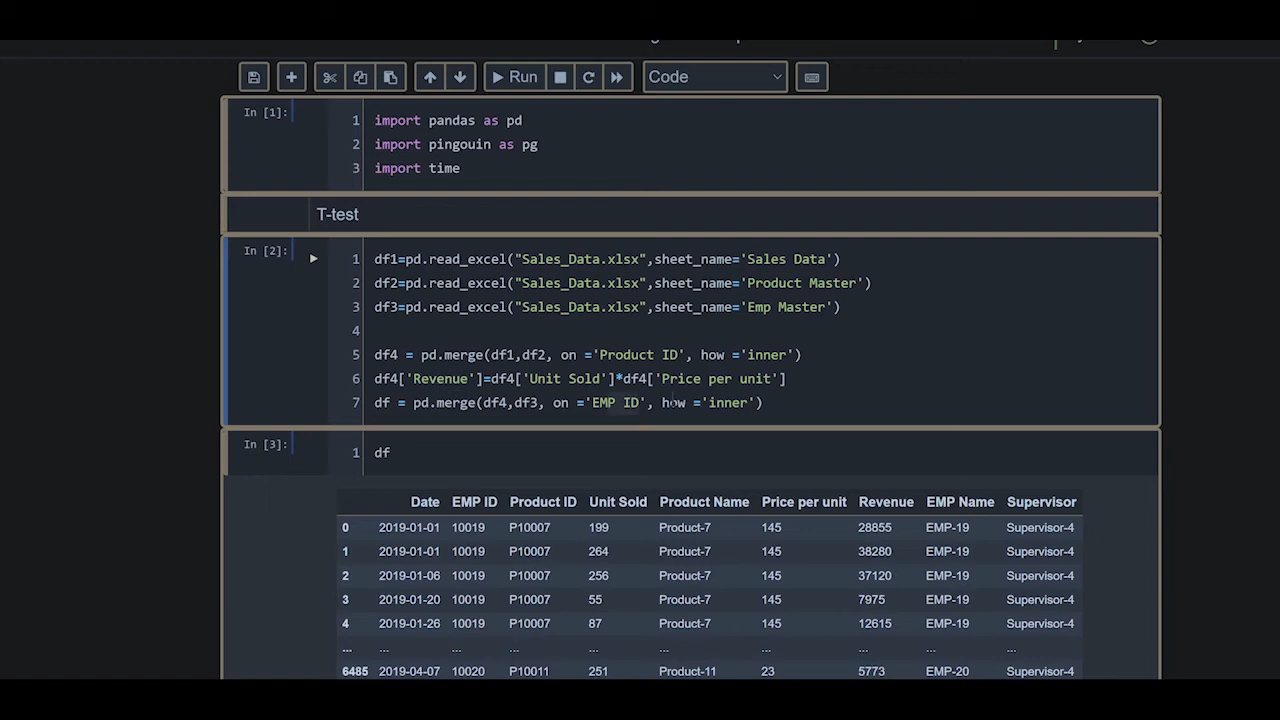 Run Code
In [1]:
1 import pandas as pd
2 import pingouin as pg
3 import time
T-test
In [2]:
1 df1=pd.read_excel("Sales_Data.xlsx",sheet_name='Sales Data')
2 df2=pd.read_excel("Sales_Data.xlsx",sheet_name='Product Master')
3 df3=pd.read_excel("Sales_Data.xlsx",sheet_name='Emp Master')
4
5 df4 = pd.merge(df1,df2, on ='Product ID', how ='inner')
6 df4['Revenue']=df4['Unit Sold']*df4['Price per unit']
7 df = pd.merge(df4,df3, on ='EMP ID', how ='inner')
In [3]:
1 df
Date EMP ID Product ID Unit Sold Product Name Price per unit Revenue EMP Name Supervisor
0 2019-01-01 10019 P10007 199 Product-7 145 28855 EMP-19 Supervisor-4
1 2019-01-01 10019 P10007 264 Product-7 145 38280 EMP-19 Supervisor-4
2 2019-01-06 10019 P10007 256 Product-7 145 37120 EMP-19 Supervisor-4
3 2019-01-20 10019 P10007 55 Product-7 145 7975 EMP-19 Supervisor-4
4 2019-01-26 10019 P10007 87 Product-7 145 12615 EMP-19 Supervisor-4
... ... ... ... ... ... ... ... ... ...
6485 2019-04-07 10020 P10011 251 Product-11 23 5773 EMP-20 Supervisor-4